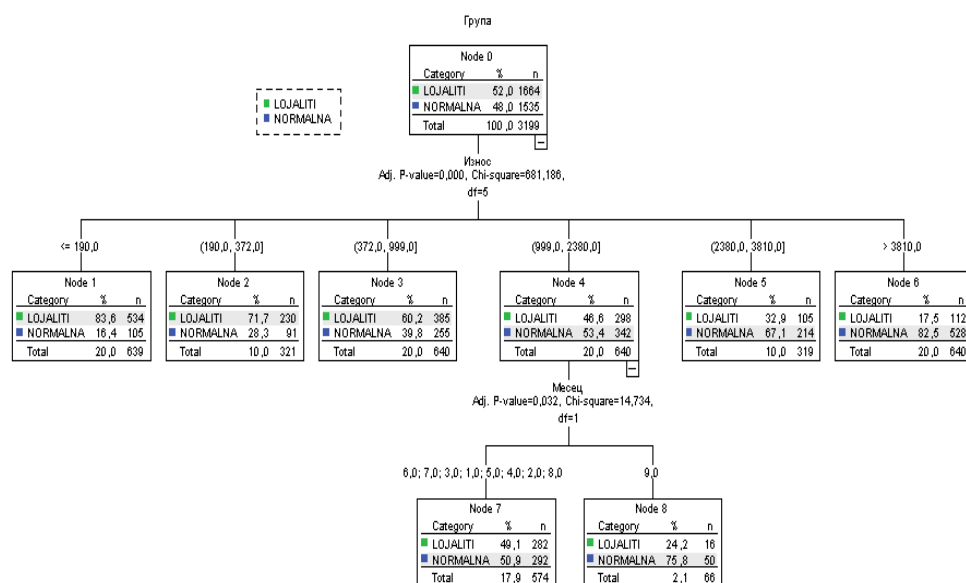 Група
Node 0
Category % n
LOJALITI 52,0 1664
NORMALNA 48,0 1535
Total 100,0 3199
LOJALITI
NORMALNA
Износ
Adj. P-value=0,000, Chi-square=681,186,
df=5
<= 190,0
(190,0, 372,0]
(372,0, 999,0]
(999,0, 2380,0]
(2380,0, 3810,0]
> 3810,0
Node 1
Category % n
LOJALITI 83,6 534
NORMALNA 16,4 105
Total 20,0 639
Node 2
Category % n
LOJALITI 71,7 230
NORMALNA 28,3 91
Total 10,0 321
Node 3
Category % n
LOJALITI 60,2 385
NORMALNA 39,8 255
Total 20,0 640
Node 4
Category % n
LOJALITI 46,6 298
NORMALNA 53,4 342
Total 20,0 640
Node 5
Category % n
LOJALITI 32,9 105
NORMALNA 67,1 214
Total 10,0 319
Node 6
Category % n
LOJALITI 17,5 112
NORMALNA 82,5 528
Total 20,0 640
Месец
Adj. P-value=0,032, Chi-square=14,734,
df=1
6,0; 7,0; 3,0; 1,0; 5,0; 4,0; 2,0; 8,0
9,0
Node 7
Category % n
LOJALITI 49,1 282
NORMALNA 50,9 292
Total 17,9 574
Node 8
Category % n
LOJALITI 24,2 16
NORMALNA 75,8 50
Total 2,1 66